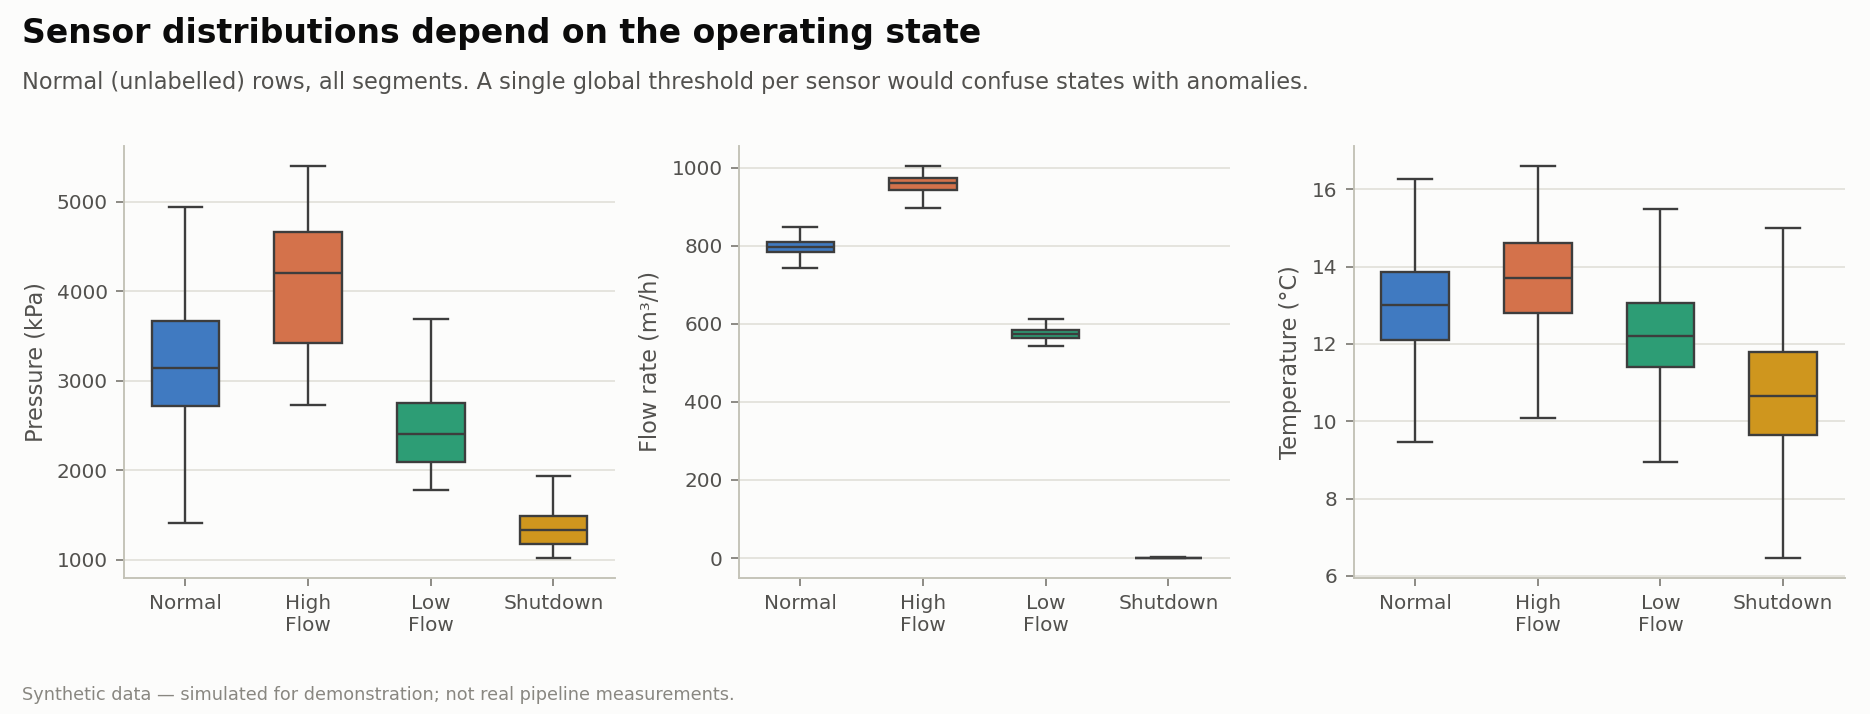 Sensor distributions depend on the operating state
Normal (unlabelled) rows, all segments. A single global threshold per sensor would confuse states with anomalies.
Pressure (kPa)
5000
4000
3000
2000
1000
Normal
High
Flow
Low
Flow
Shutdown
Flow rate (m³/h)
1000
800
600
400
200
0
Normal
High
Flow
Low
Flow
Shutdown
Temperature (°C)
16
14
12
10
8
6
Normal
High
Flow
Low
Flow
Shutdown
Synthetic data — simulated for demonstration; not real pipeline measurements.